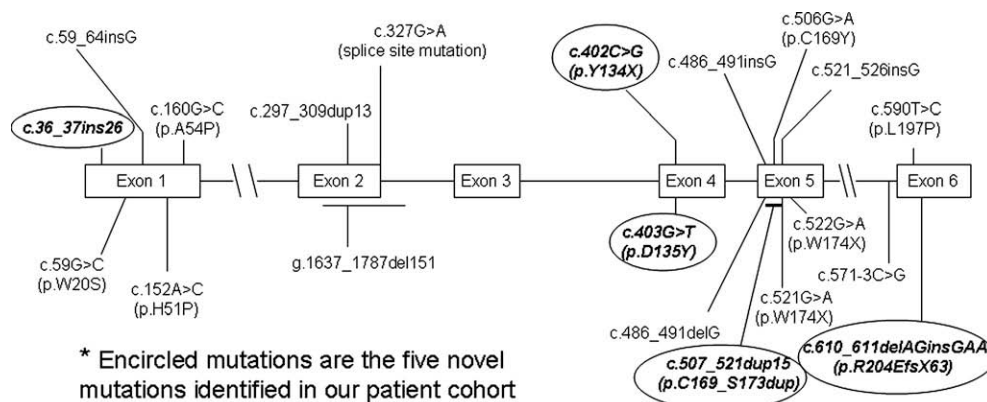 c.59_64insG
c.327G>A
(splice site mutation)
c.402C>G
(p.Y134X)
c.506G>A
(p.C169Y)
c.486_491insG
c.521_526insG
c.36_37ins26
c.160G>C
(p.A54P)
c.297_309dup13
c.590T>C
(p.L197P)
Exon 1
Exon 2
Exon 3
Exon 4
Exon 5
Exon 6
c.59G>C
(p.W20S)
c.152A>C
(p.H51P)
g.1637_1787del151
c.403G>T
(p.D135Y)
c.522G>A
(p.W174X)
c.571-3C>G
c.521G>A
(p.W174X)
c.486_491delG
c.507_521dup15
(p.C169_S173dup)
c.610_611delAGinsGAA
(p.R204EfsX63)
* Encircled mutations are the five novel
mutations identified in our patient cohort